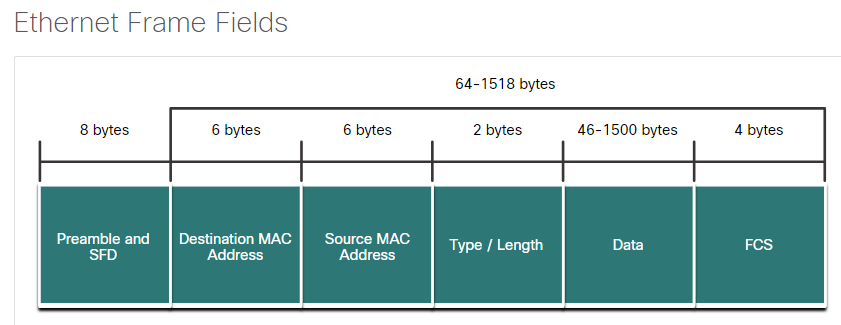 Ethernet Frame Fields
64-1518 bytes
8 bytes
6 bytes
6 bytes
2 bytes
46-1500 bytes
4 bytes
Preamble and
SFD
Destination MAC
Address
Source MAC
Address
Type / Length
Data
FCS